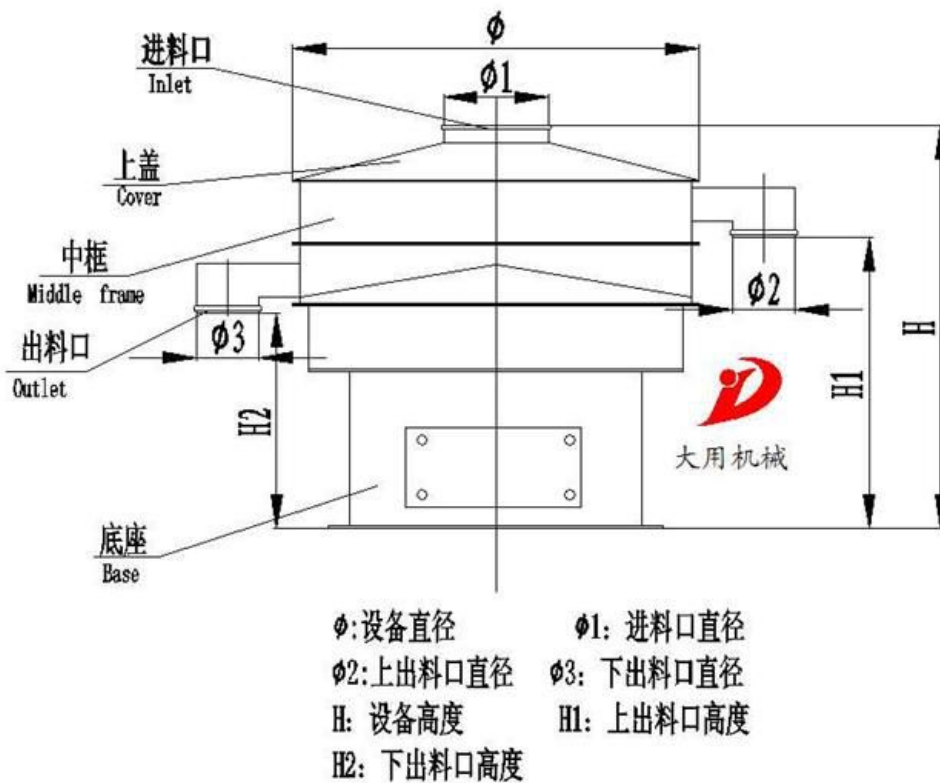 ϕ
进料口
Inlet
ϕ1
上盖
Cover
中框
Middle frame
ϕ2
出料口
Outlet
ϕ3
H
H1
H2
大用机械
底座
Base
ϕ:设备直径 ϕ1: 进料口直径
ϕ2:上出料口直径 ϕ3: 下出料口直径
H: 设备高度 H1: 上出料口高度
H2: 下出料口高度